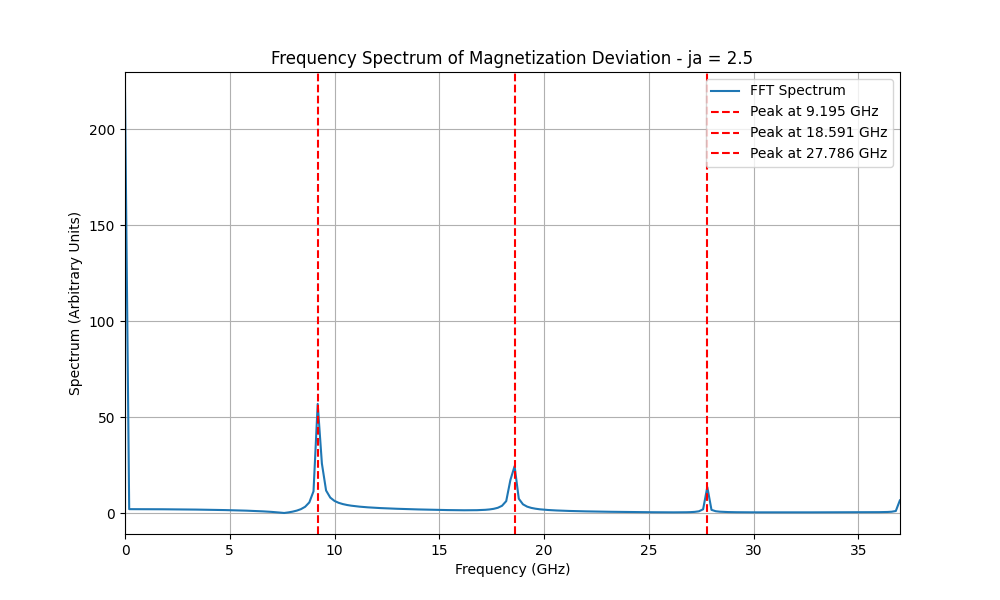 Frequency Spectrum of Magnetization Deviation - ja = 2.5
FFT Spectrum
Peak at 9.195 GHz
Peak at 18.591 GHz
Peak at 27.786 GHz
Spectrum (Arbitrary Units)
200
150
100
50
0
0 5 10 15 20 25 30 35
Frequency (GHz)